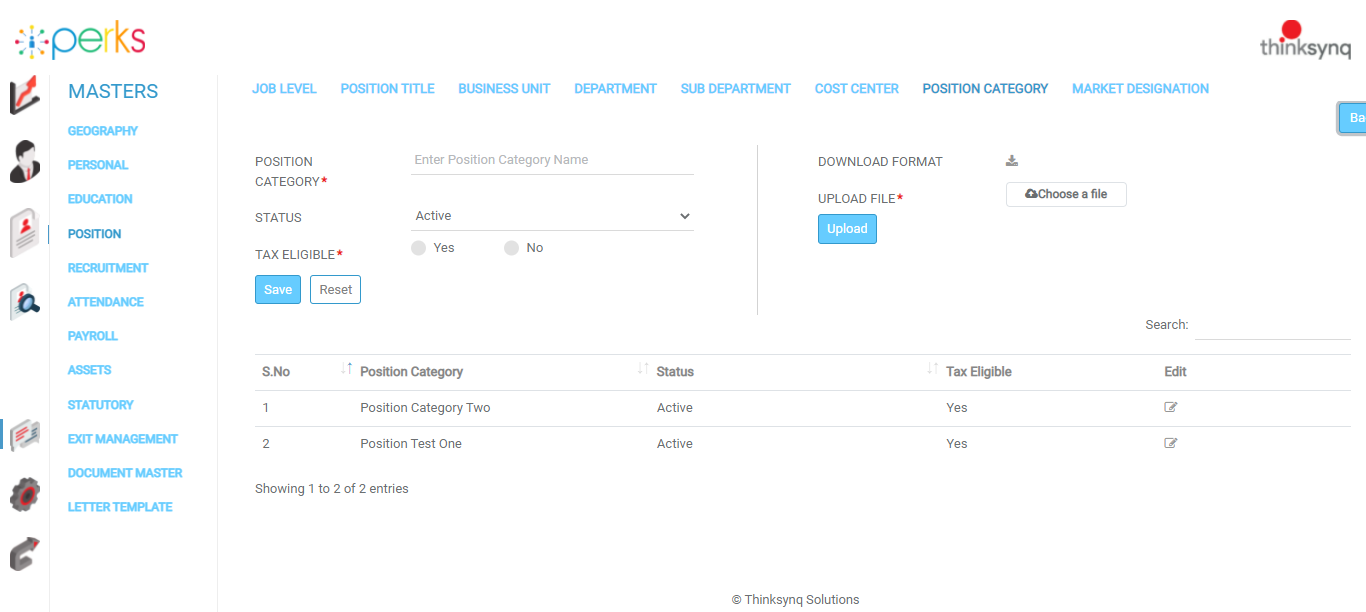 perks
thinksynq
MASTERS
GEOGRAPHY
PERSONAL
EDUCATION
POSITION
RECRUITMENT
ATTENDANCE
PAYROLL
ASSETS
STATUTORY
EXIT MANAGEMENT
DOCUMENT MASTER
LETTER TEMPLATE
JOB LEVEL POSITION TITLE BUSINESS UNIT DEPARTMENT SUB DEPARTMENT COST CENTER POSITION CATEGORY MARKET DESIGNATION
Ba
POSITION CATEGORY* Enter Position Category Name
STATUS Active
TAX ELIGIBLE* Yes No
Save Reset
DOWNLOAD FORMAT
UPLOAD FILE* Choose a file
Upload
Search:
S.No Position Category Status Tax Eligible Edit
1 Position Category Two Active Yes
2 Position Test One Active Yes
Showing 1 to 2 of 2 entries
© Thinksynq Solutions